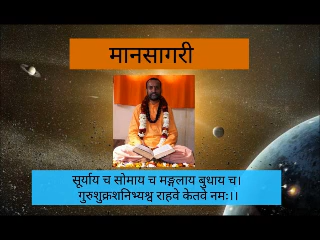 मानसागरी
सूर्याय च सोमाय च मङ्गलाय बुधाय च।
गुरुशुक्रशनिभ्यश्च राहवे केतवे नमः।।